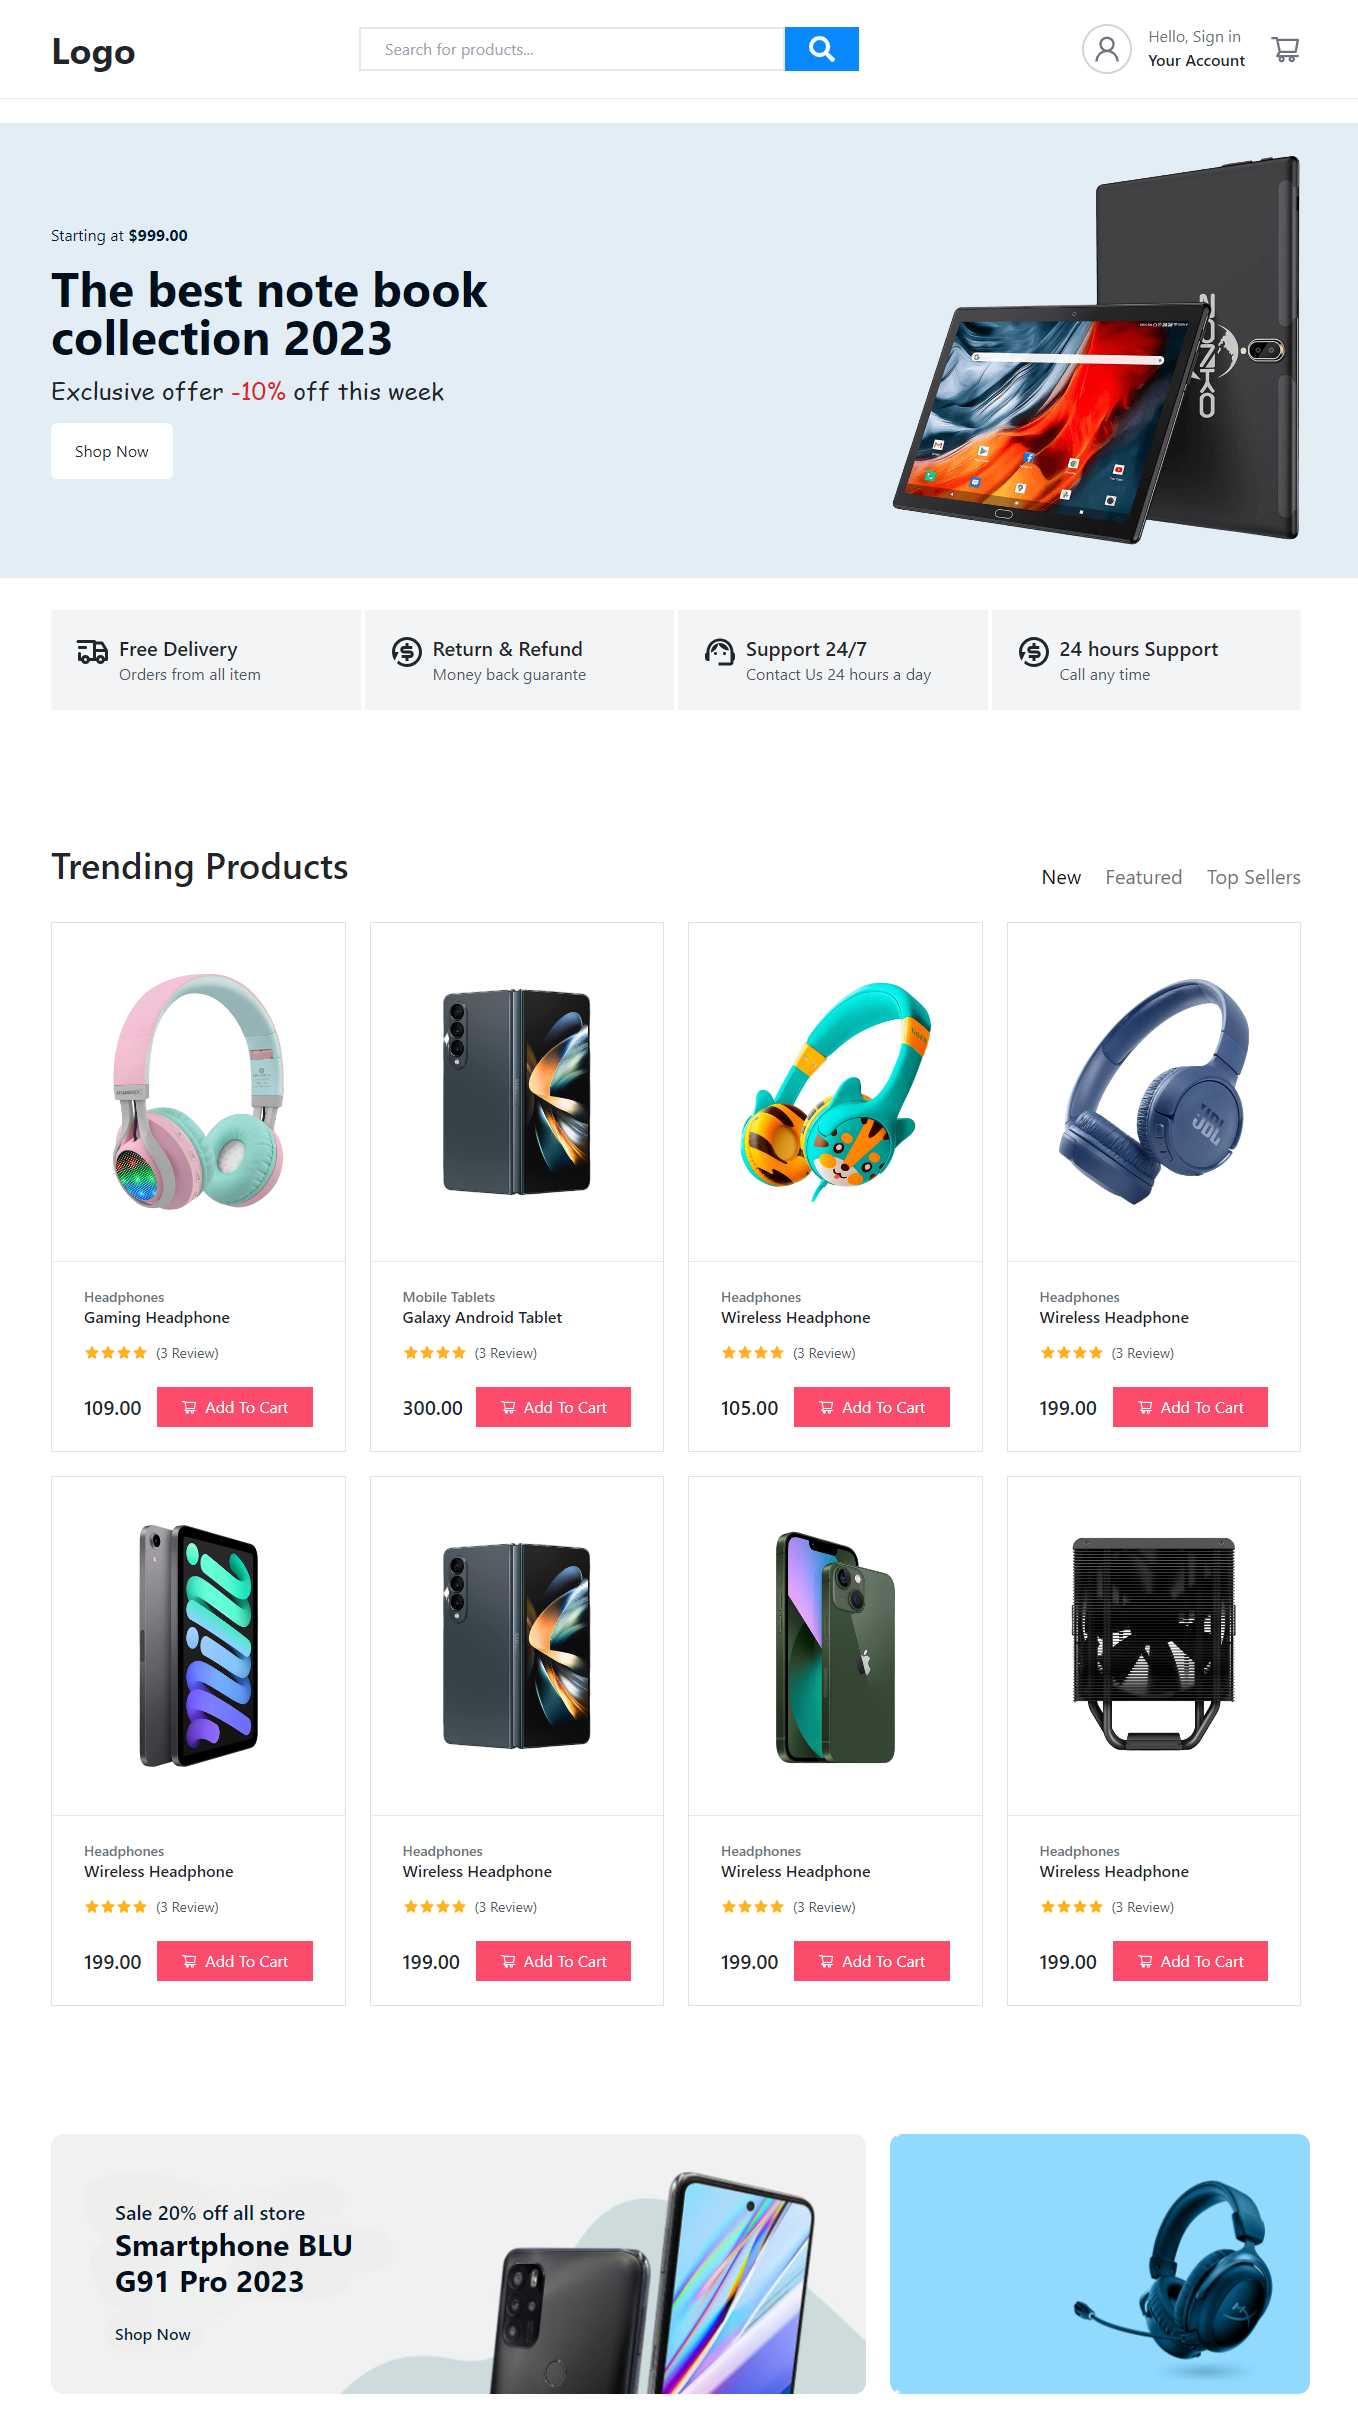 Logo
Search for products...
Hello, Sign in
Your Account
Starting at $999.00
The best note book
collection 2023
Exclusive offer -10% off this week
Shop Now
ZONKO
Free Delivery
Orders from all item
Return & Refund
Money back guarante
Support 24/7
Contact Us 24 hours a day
24 hours Support
Call any time
Trending Products
New Featured Top Sellers
TIGER
JBL
Headphones
Gaming Headphone
(3 Review)
109.00 Add To Cart
Mobile Tablets
Galaxy Android Tablet
(3 Review)
300.00 Add To Cart
Headphones
Wireless Headphone
(3 Review)
105.00 Add To Cart
Headphones
Wireless Headphone
(3 Review)
199.00 Add To Cart
mini
Headphones
Wireless Headphone
(3 Review)
199.00 Add To Cart
Headphones
Wireless Headphone
(3 Review)
199.00 Add To Cart
Headphones
Wireless Headphone
(3 Review)
199.00 Add To Cart
Headphones
Wireless Headphone
(3 Review)
199.00 Add To Cart
Sale 20% off all store
Smartphone BLU
G91 Pro 2023
Shop Now